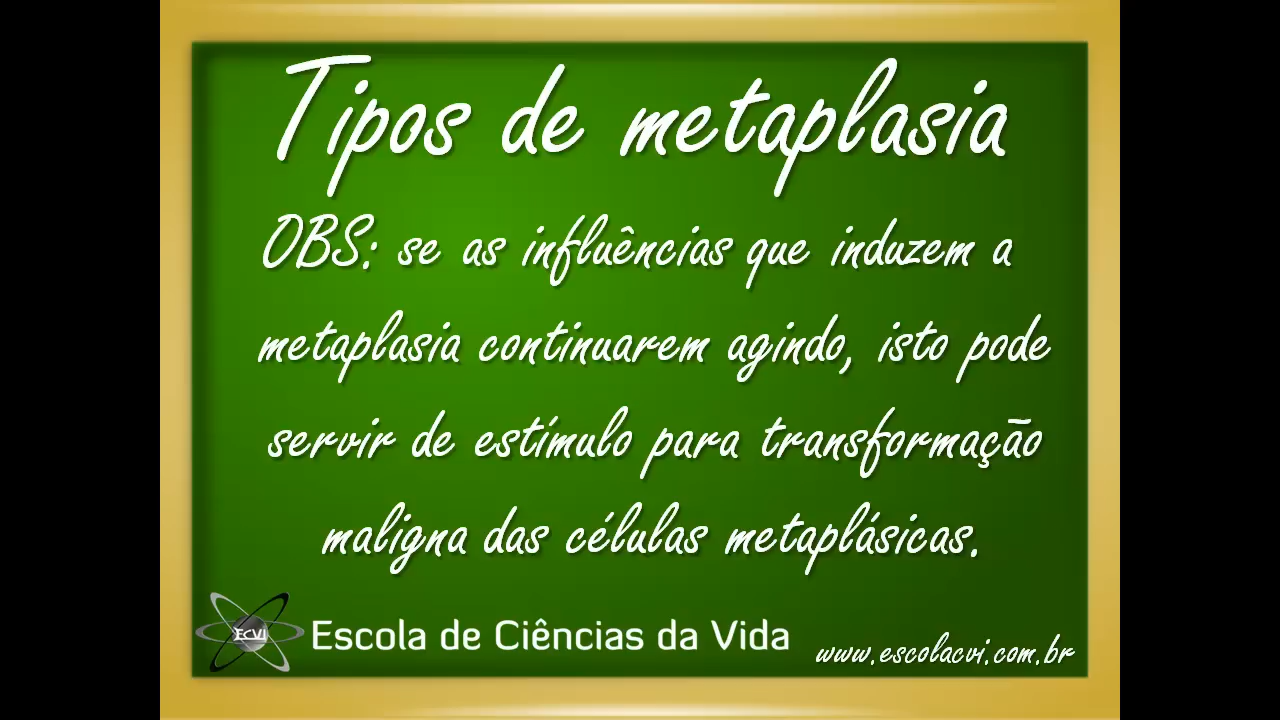 Tipos de metaplasia
OBS: se as influências que induzem a
metaplasia continuarem agindo, isto pode
servir de estímulo para transformação
maligna das células metaplásicas.
ECVI
Escola de Ciências da Vida
www.escolacvi.com.br